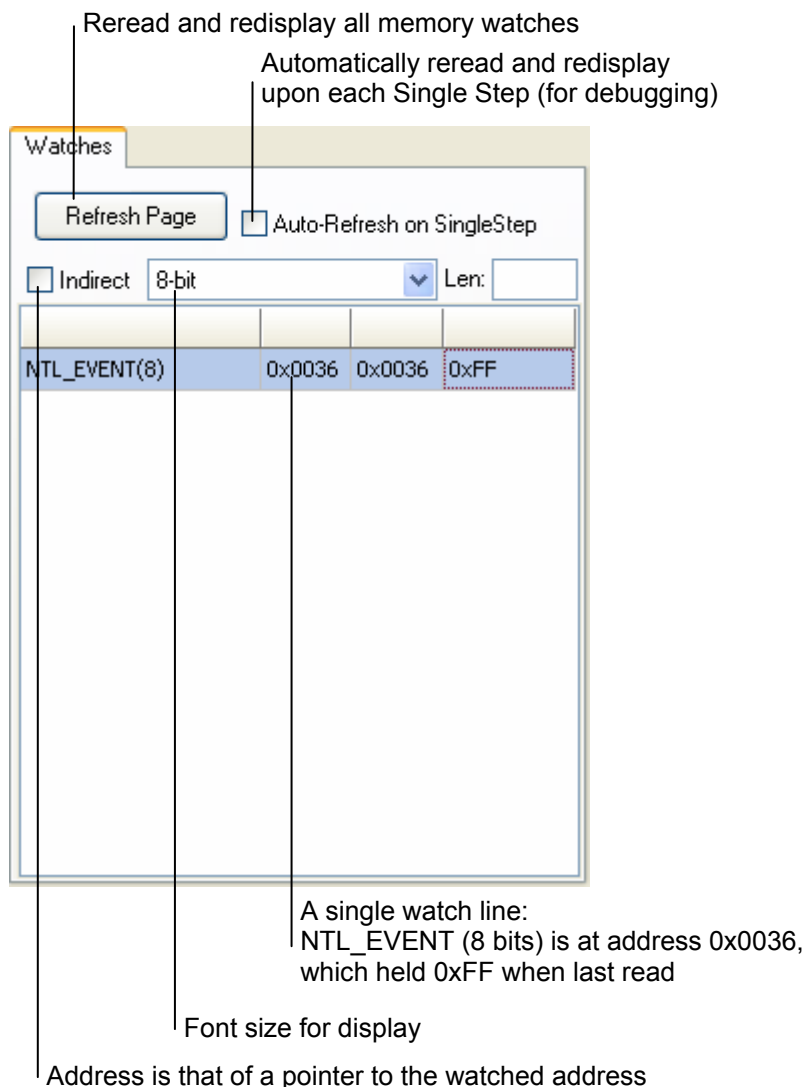 Reread and redisplay all memory watches
Automatically reread and redisplay
upon each Single Step (for debugging)
Watches
Refresh Page
Auto-Refresh on SingleStep
Indirect 8-bit Len:
NTL_EVENT(8) 0x0036 0x0036 0xFF
A single watch line:
NTL_EVENT (8 bits) is at address 0x0036,
which held 0xFF when last read
Font size for display
Address is that of a pointer to the watched address